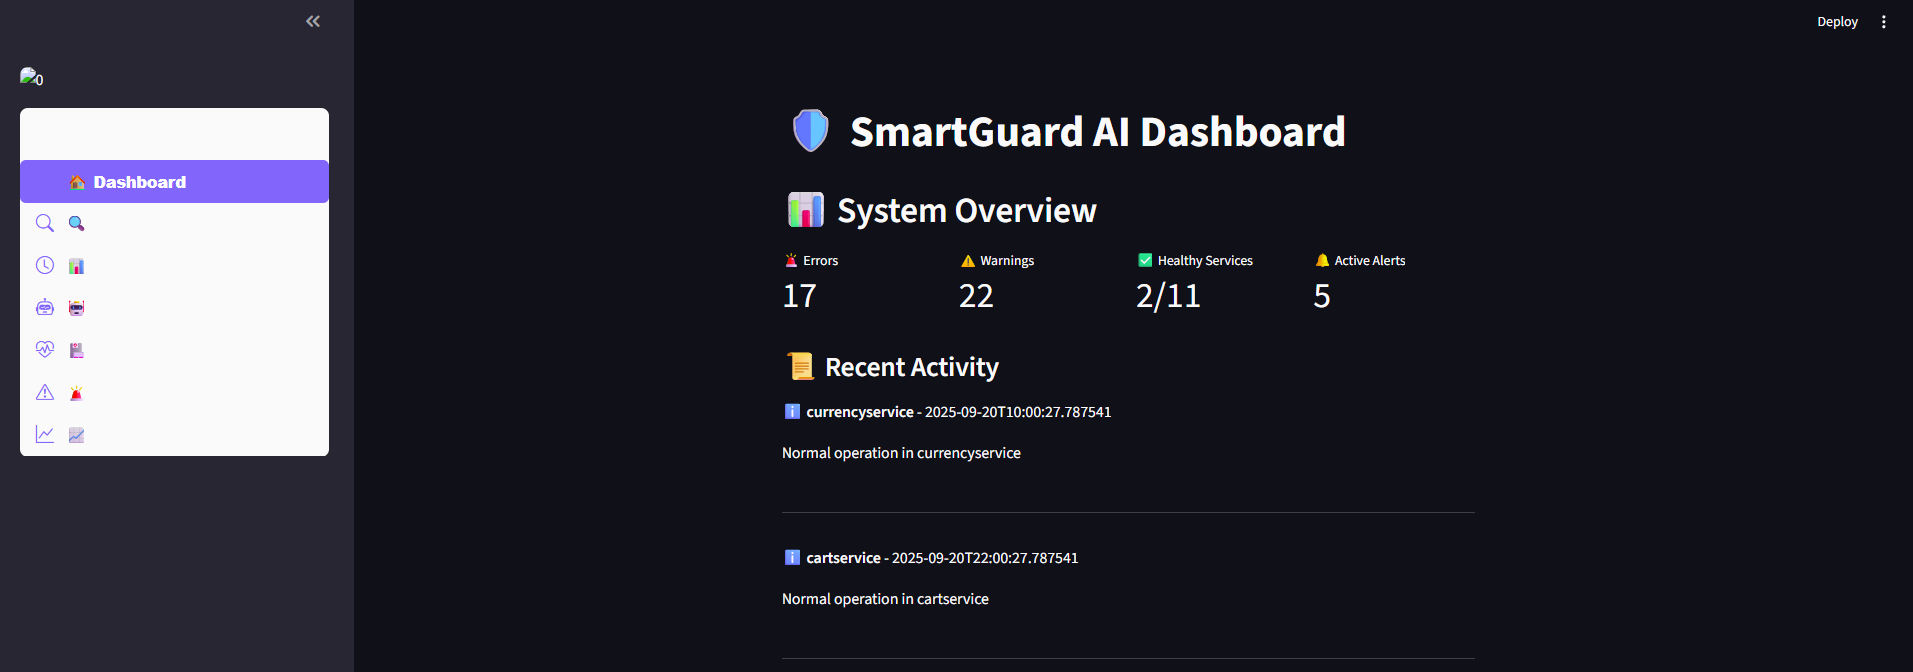 Deploy
0
Dashboard
SmartGuard AI Dashboard
System Overview
Errors
17
Warnings
22
Healthy Services
2/11
Active Alerts
5
Recent Activity
currencyservice - 2025-09-20T10:00:27.787541
Normal operation in currencyservice
cartservice - 2025-09-20T22:00:27.787541
Normal operation in cartservice